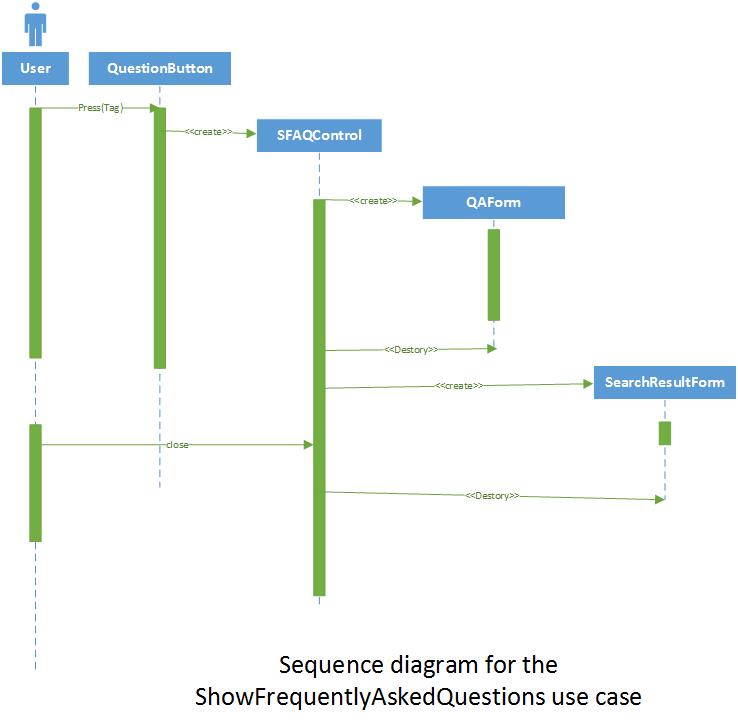 User
QuestionButton
Press(Tag)
<<create>>
SFAQControl
<<create>>
QAForm
<<Destory>>
<<create>>
SearchResultForm
close
<<Destory>>
Sequence diagram for the
ShowFrequentlyAskedQuestions use case